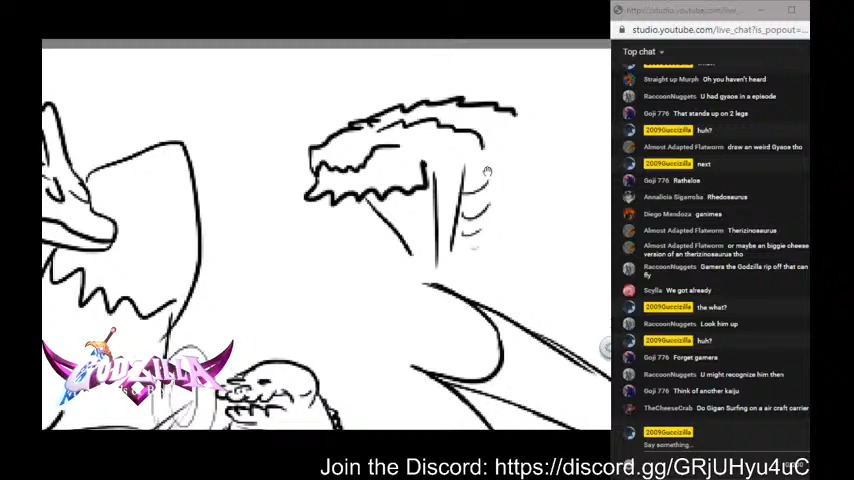 https://studio.youtube.com/live_
studio.youtube.com/live_chat?is_popout=...
Top chat
2009Guccizilla
Straight up Murph Oh you haven't heard
RaccoonNuggets U had gyaos in a episode
Goji 776 That stands up on 2 legs
2009Guccizilla huh?
Almost Adapted Flatworm draw an weird Gyaos tho
2009Guccizilla next
Goji 776 Rathalos
Annalicia Sigarroba Rhedosaurus
Diego Mendoza ganimes
Almost Adapted Flatworm Therizinosaurus
Almost Adapted Flatworm or maybe an biggie cheese
version of an therizinosaurus tho
RaccoonNuggets Gamera the Godzilla rip off that can
fly
Scylla We got already
2009Guccizilla the what?
RaccoonNuggets Look him up
2009Guccizilla huh?
Goji 776 Forget gamera
RaccoonNuggets U might recognize him then
Goji 776 Think of another kaiju
TheCheeseCrab Do Gigan Surfing on a air craft carrier
2009Guccizilla
Say something...
GODZILLA
Join the Discord: https://discord.gg/GRjUHyu4uC